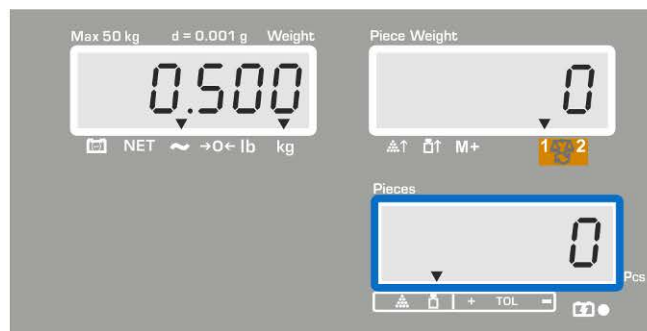 Max 50 kg d = 0.001 g Weight
0.500
NET ~ →0← lb kg
Piece Weight
0
M+ 1 2
Pieces
0
Pcs
+ TOL -